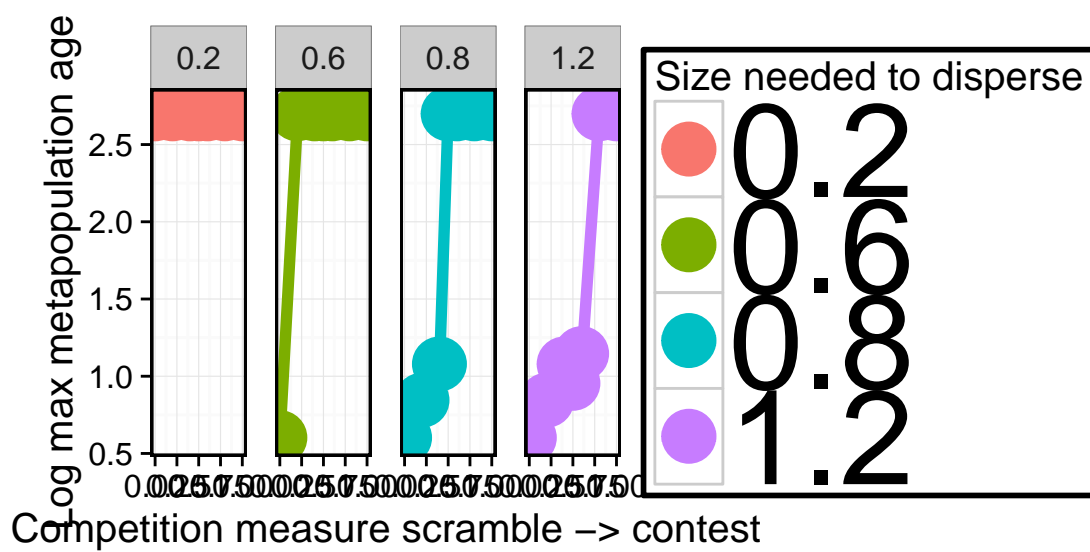 Log max metapopulation age
0.2 0.6 0.8 1.2
2.5
2.0
1.5
1.0
0.5
Competition measure scramble −> contest
Size needed to disperse
0.2
0.6
0.8
1.2